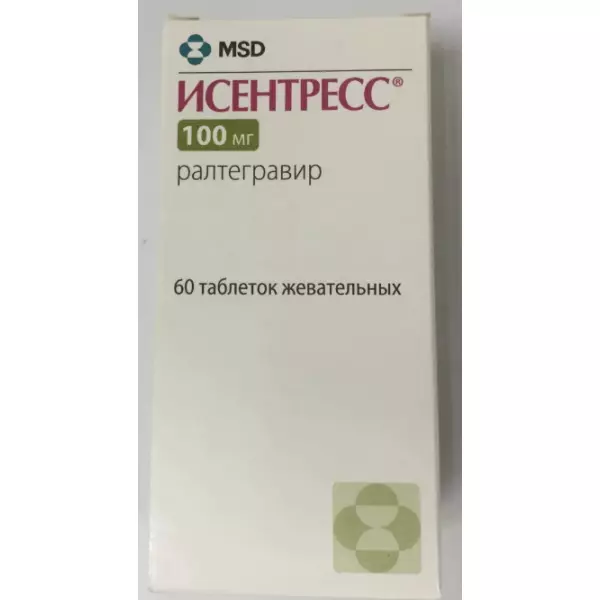 MSD
ИСЕНТРЕСС®
100 мг
ралтегравир
60 таблеток жевательных